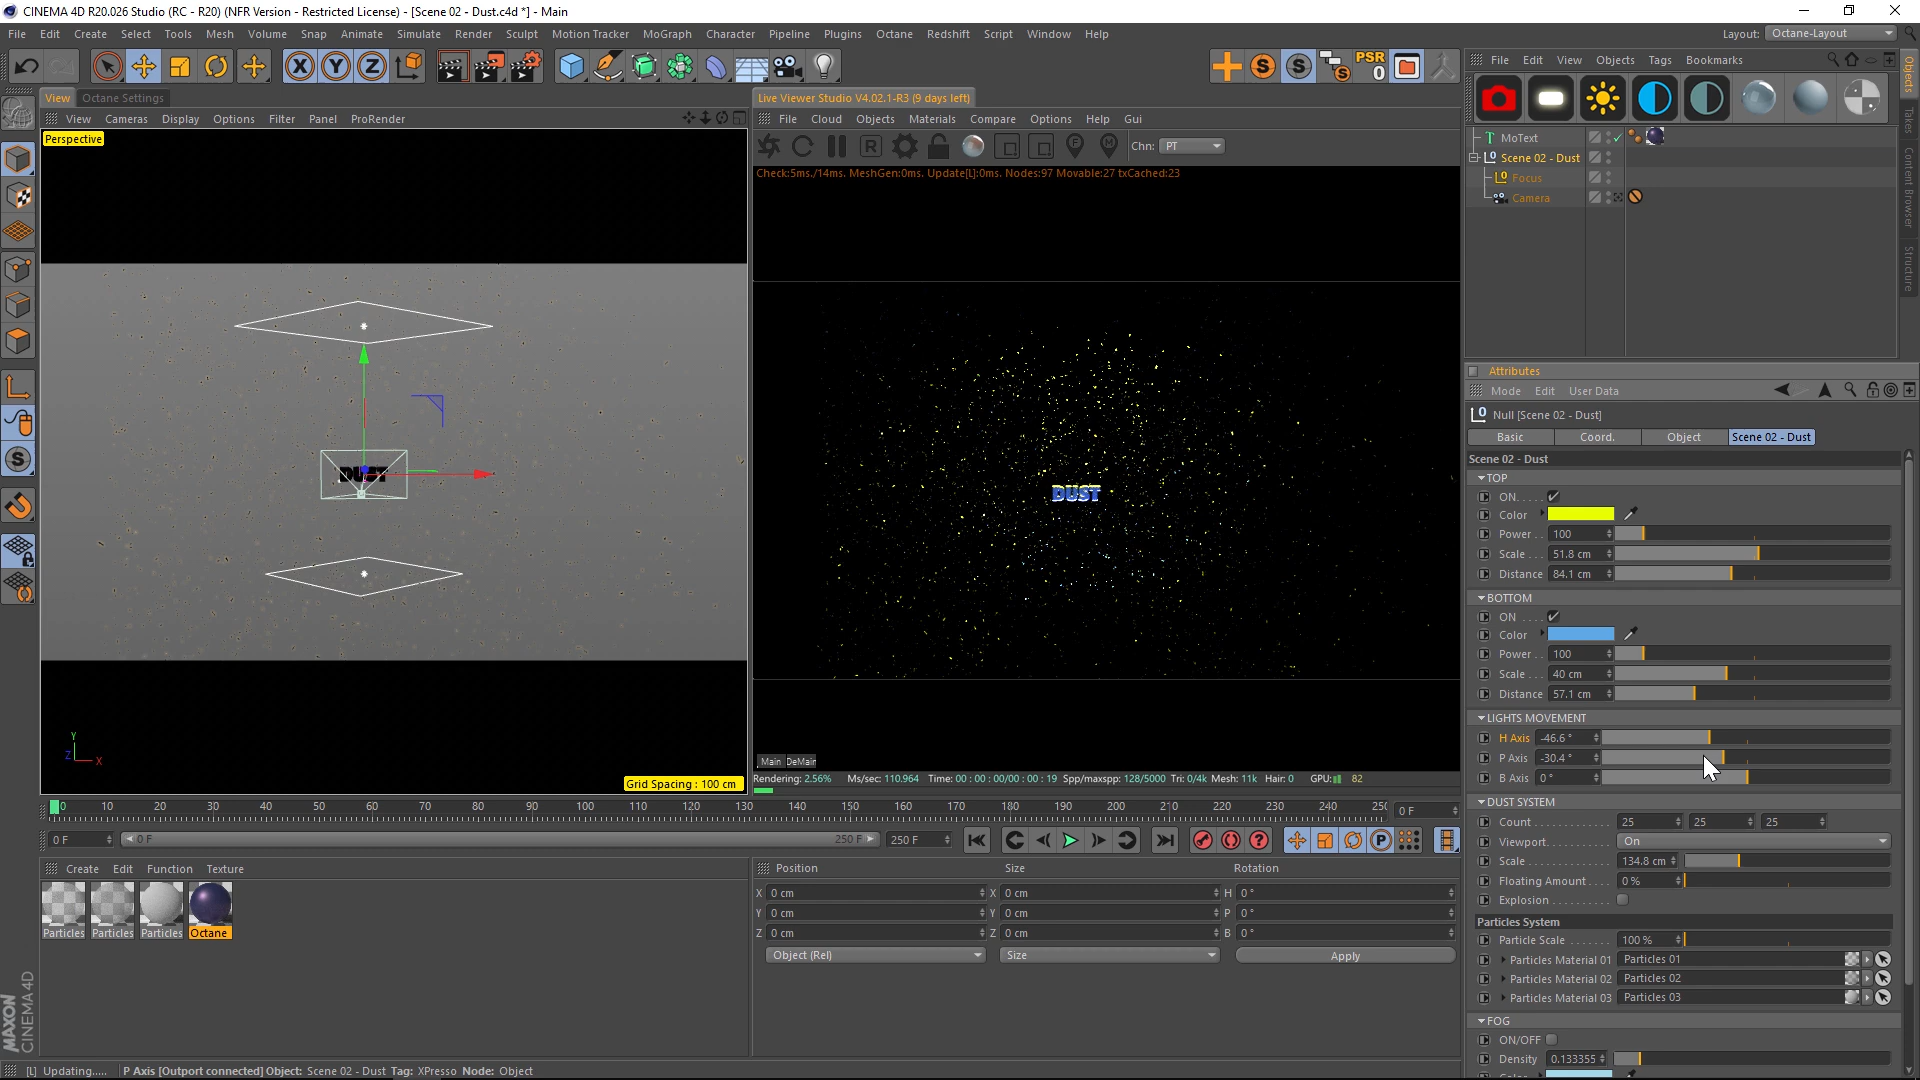 CINEMA 4D R20.026 Studio (RC - R20) (NFR Version - Restricted License) - [Scene 02 - Dust.c4d *] - Main
File Edit Create Select Tools Mesh Volume Snap Animate Simulate Render Sculpt Motion Tracker MoGraph Character Pipeline Plugins Octane Redshift Script Window Help
Layout: Octane-Layout
PSR
0
File Edit View Objects Tags Bookmarks
View Octane Settings
Live Viewer Studio V4.02.1-R3 (9 days left)
View Cameras Display Options Filter Panel ProRender
File Cloud Objects Materials Compare Options Help Gui
Perspective
Chn: PT
Check:5ms./14ms. MeshGen:0ms. Update[L]:0ms. Nodes:97 Movable:27 txCached:23
MoText
Scene 02 - Dust
Focus
Camera
Objects
Takes
Content Browser
Structure
DUST
DUST
Attributes
Mode Edit User Data
Null [Scene 02 - Dust]
Basic Coord. Object Scene 02 - Dust
Scene 02 - Dust
TOP
ON.....
Color
Power.. 100
Scale... 51.8 cm
Distance 84.1 cm
BOTTOM
ON.....
Color
Power.. 100
Scale... 40 cm
Distance 57.1 cm
LIGHTS MOVEMENT
H Axis -46.6 °
P Axis -30.4 °
B Axis 0 °
DUST SYSTEM
Count............ 25 25 25
Viewport.......... On
Scale............ 134.8 cm
Floating Amount.... 0 %
Explosion..........
Particles System
Particle Scale....... 100 %
Particles Material 01 Particles 01
Particles Material 02 Particles 02
Particles Material 03 Particles 03
FOG
ON/OFF
Density 0.133355
Color
Y
Z
X
Grid Spacing : 100 cm
Main DeMain
Rendering: 2.56% Ms/sec: 110.964 Time: 00 : 00 : 00/00 : 00 : 19 Spp/maxspp: 128/5000 Tri: 0/4k Mesh: 11k Hair: 0 GPU: 82
0 10 20 30 40 50 60 70 80 90 100 110 120 130 140 150 160 170 180 190 200 210 220 230 240 250 0 F
0 F 0 F 250 F 250 F
Create Edit Function Texture
Particles Particles Particles Octane
Position Size Rotation
X 0 cm X 0 cm H 0 °
Y 0 cm Y 0 cm P 0 °
Z 0 cm Z 0 cm B 0 °
Object (Rel) Size Apply
MAXON
CINEMA 4D
[L] Updating..... P Axis [Outport connected] Object: Scene 02 - Dust Tag: XPresso Node: Object